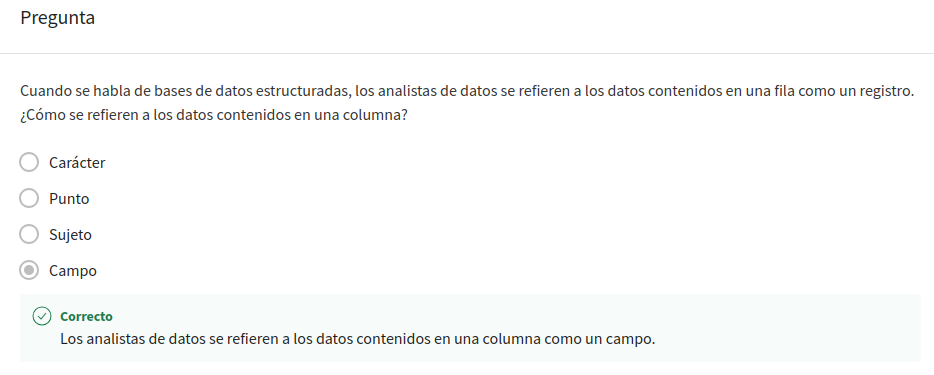 Pregunta
Cuando se habla de bases de datos estructuradas, los analistas de datos se refieren a los datos contenidos en una fila como un registro.
¿Cómo se refieren a los datos contenidos en una columna?
Carácter
Punto
Sujeto
Campo
Correcto
Los analistas de datos se refieren a los datos contenidos en una columna como un campo.